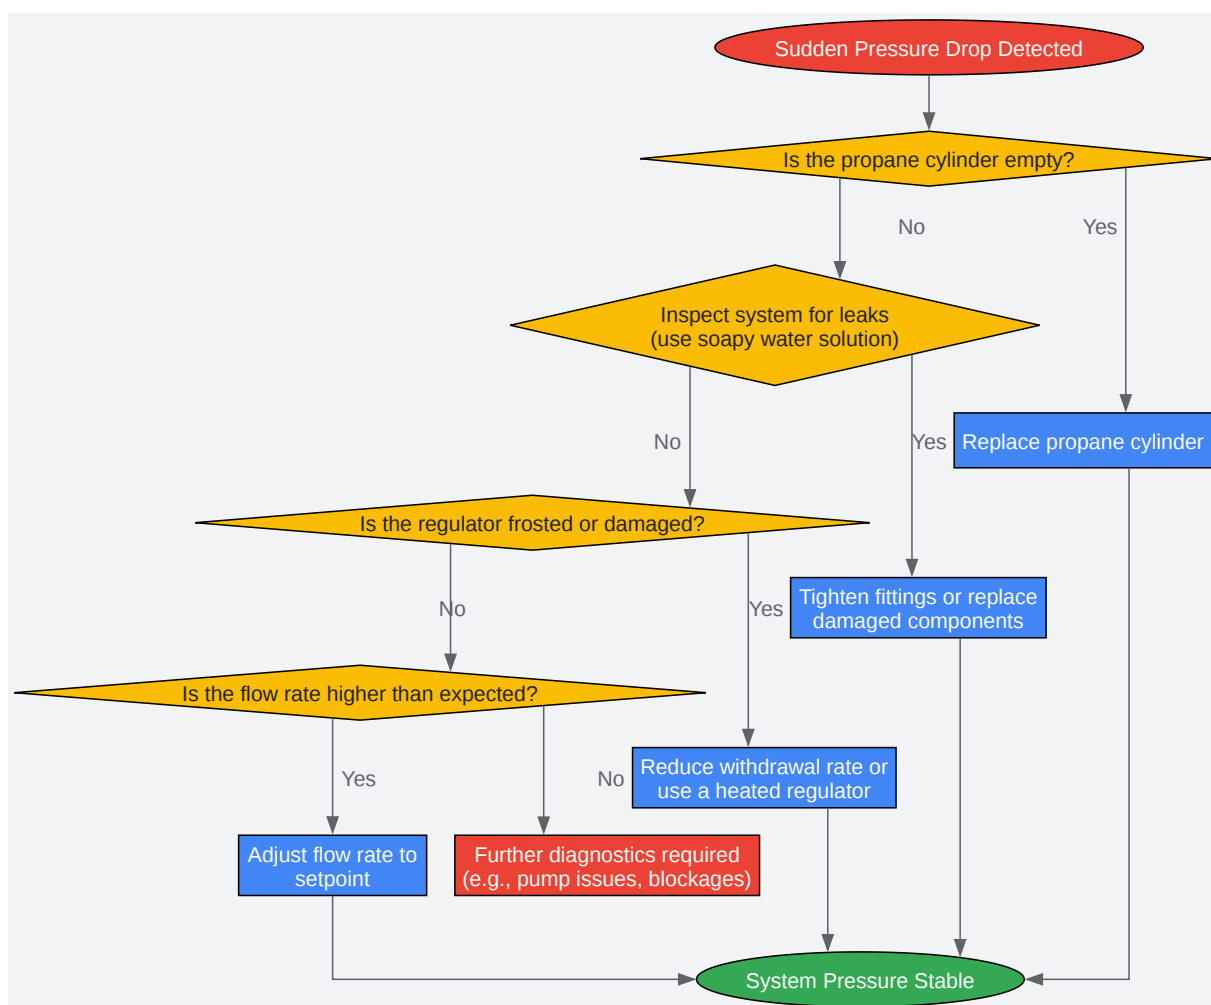 Sudden Pressure Drop Detected
Is the propane cylinder empty?
No
Yes
Inspect system for leaks
(use soapy water solution)
No
Yes
Replace propane cylinder
Is the regulator frosted or damaged?
No
Yes
Tighten fittings or replace
damaged components
Is the flow rate higher than expected?
Yes
No
Reduce withdrawal rate or
use a heated regulator
Adjust flow rate to
setpoint
Further diagnostics required
(e.g., pump issues, blockages)
System Pressure Stable